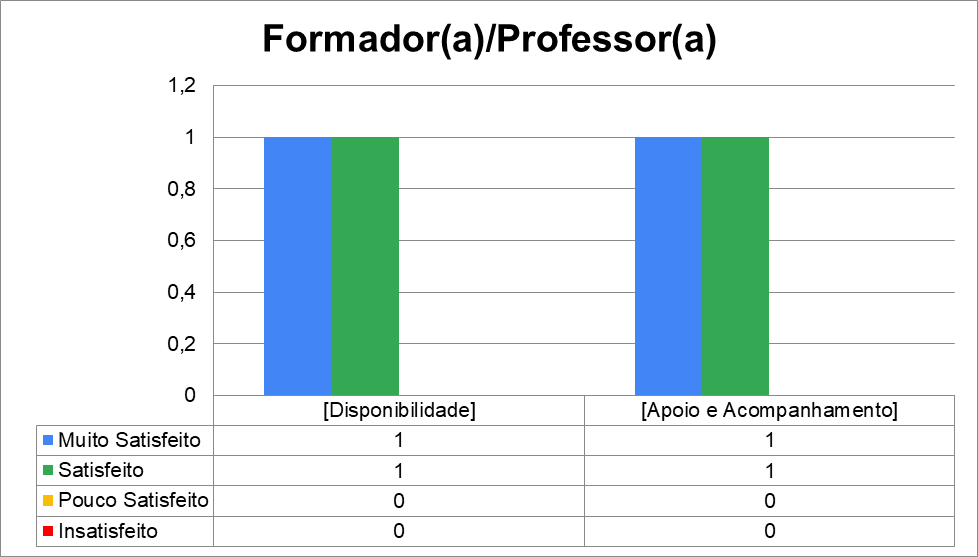 Formador(a)/Professor(a)
1,2
1
0,8
0,6
0,4
0,2
0
[Disponibilidade] [Apoio e Acompanhamento]
Muito Satisfeito 1 1
Satisfeito 1 1
Pouco Satisfeito 0 0
Insatisfeito 0 0